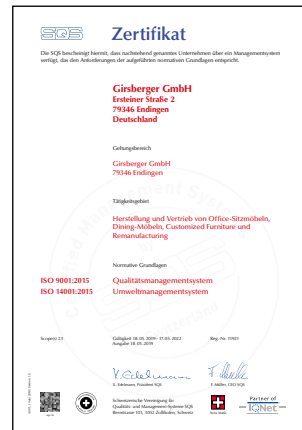 SQS
Zertifikat
Die SQS bescheinigt hiermit, dass nachstehend genanntes Unternehmen über ein Managementsystem
verfügt, das den Anforderungen der aufgeführten normativen Grundlagen entspricht.
Girsberger GmbH
Ersteiner Straße 2
79346 Endingen
Deutschland
Geltungsbereich
Girsberger GmbH
79346 Endingen
Tätigkeitsgebiet
Herstellung und Vertrieb von Office-Sitzmöbeln,
Dining-Möbeln, Customized Furniture und
Remanufacturing
Normative Grundlagen
ISO 9001:2015 Qualitätsmanagementsystem
ISO 14001:2015 Umweltmanagementsystem
Scope(s) 23
Gültigkeit 18. 05. 2019 – 17. 05. 2022
Ausgabe 18. 05. 2019
Reg.-Nr. 11903
X. Edelmann, Präsident SQS
F. Müller, CEO SQS
Schweizerische Vereinigung für
Qualitäts- und Management-Systeme SQS
Bernstrasse 103, 3052 Zollikofen, Schweiz
Swiss Made
Partner of
IQNet